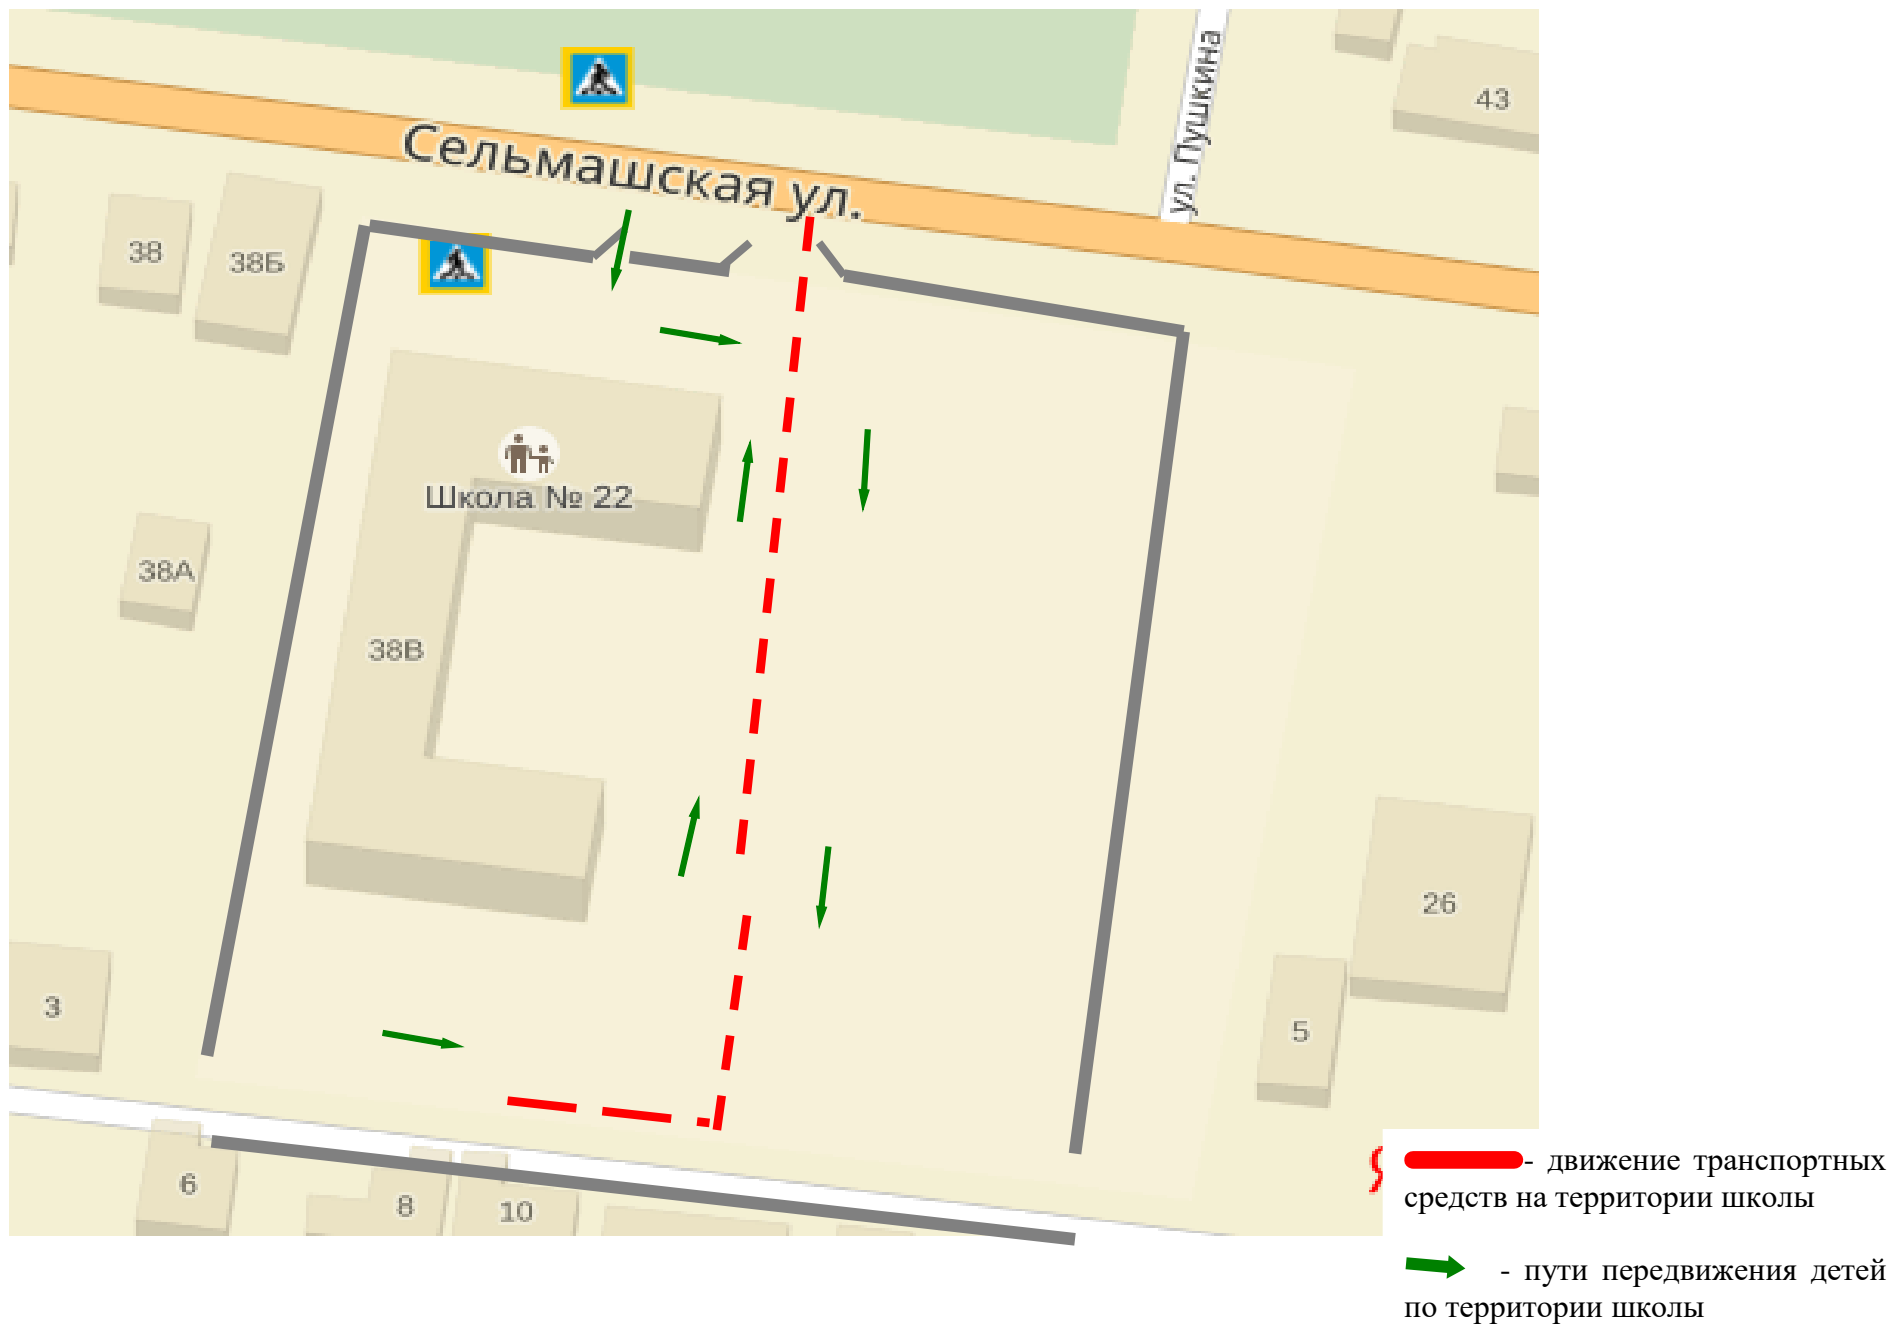 ул. Пушкина
43
Сельмашская ул.
38
38Б
Школа № 22
38А
38В
26
3
5
6
8
10
- движение транспортных
средств на территории школы
- пути передвижения детей
по территории школы